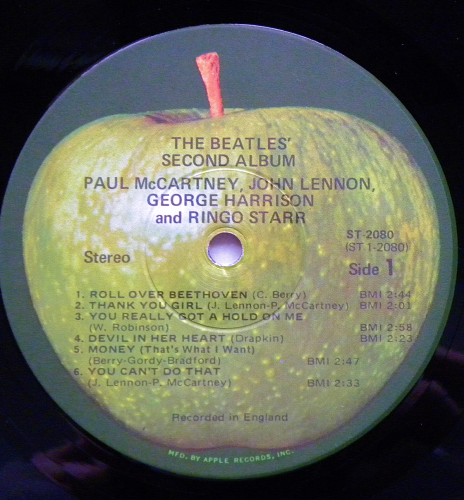 THE BEATLES'
SECOND ALBUM
PAUL McCARTNEY, JOHN LENNON,
GEORGE HARRISON
and RINGO STARR
ST-2080
(ST 1-2080)
Stereo
Side 1
1. ROLL OVER BEETHOVEN (C. Berry) BMI 2:44
2. THANK YOU GIRL (J. Lennon-P. McCartney) BMI 2:01
3. YOU REALLY GOT A HOLD ON ME
(W. Robinson) BMI 2:58
4. DEVIL IN HER HEART (Drapkin) BMI 2:23
5. MONEY (That's What I Want)
(Berry-Gordy-Bradford) BMI 2:47
6. YOU CAN'T DO THAT
(J. Lennon-P. McCartney) BMI 2:33
Recorded in England
MFD. BY APPLE RECORDS, INC.